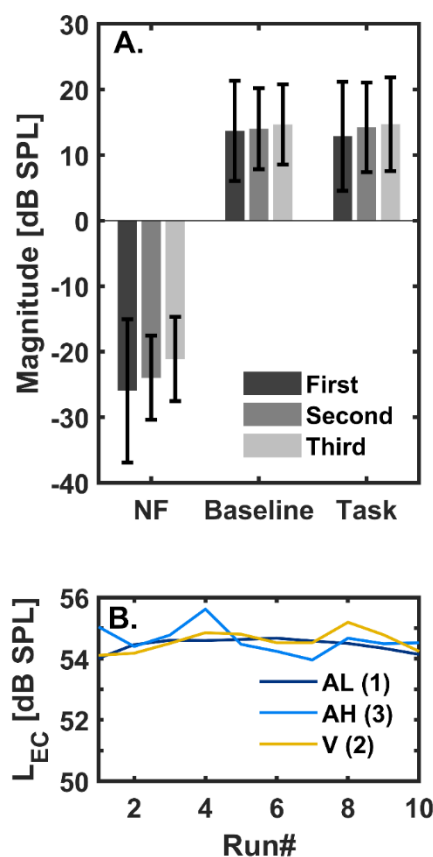 A.
Magnitude [dB SPL]
30
20
10
0
-10
-20
-30
-40
First
Second
Third
NF Baseline Task
B.
L_EC [dB SPL]
56
54
52
50
AL (1)
AH (3)
V (2)
2 4 6 8 10
Run#